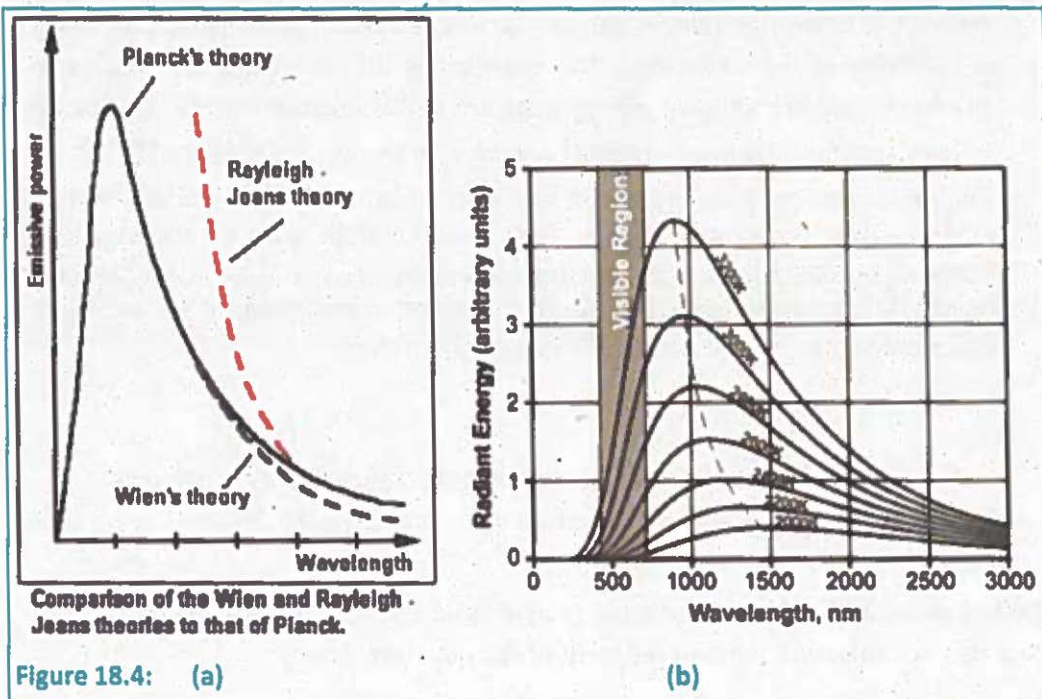 Planck's theory
Emissive power
Rayleigh -
Jeans theory
Wien's theory
Wavelength
Comparison of the Wien and Rayleigh -
Jeans theories to that of Planck.
Radiant Energy (arbitrary units)
5
4
3
2
1
0
Visible Region:
0 500 1000 1500 2000 2500 3000
Wavelength, nm
Figure 18.4: (a) (b)